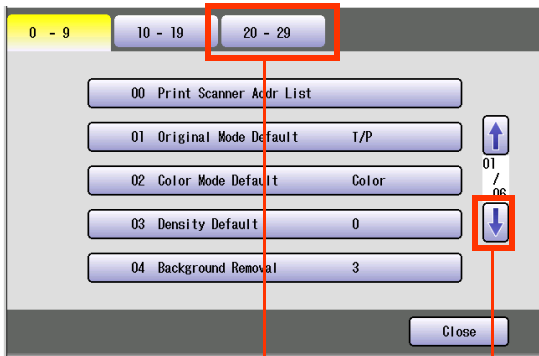 0 - 9 10 - 19 20 - 29
00 Print Scanner Addr List
01 Original Mode Default T/P
02 Color Mode Default Color
03 Density Default 0
04 Background Removal 3
01
/
06
Close